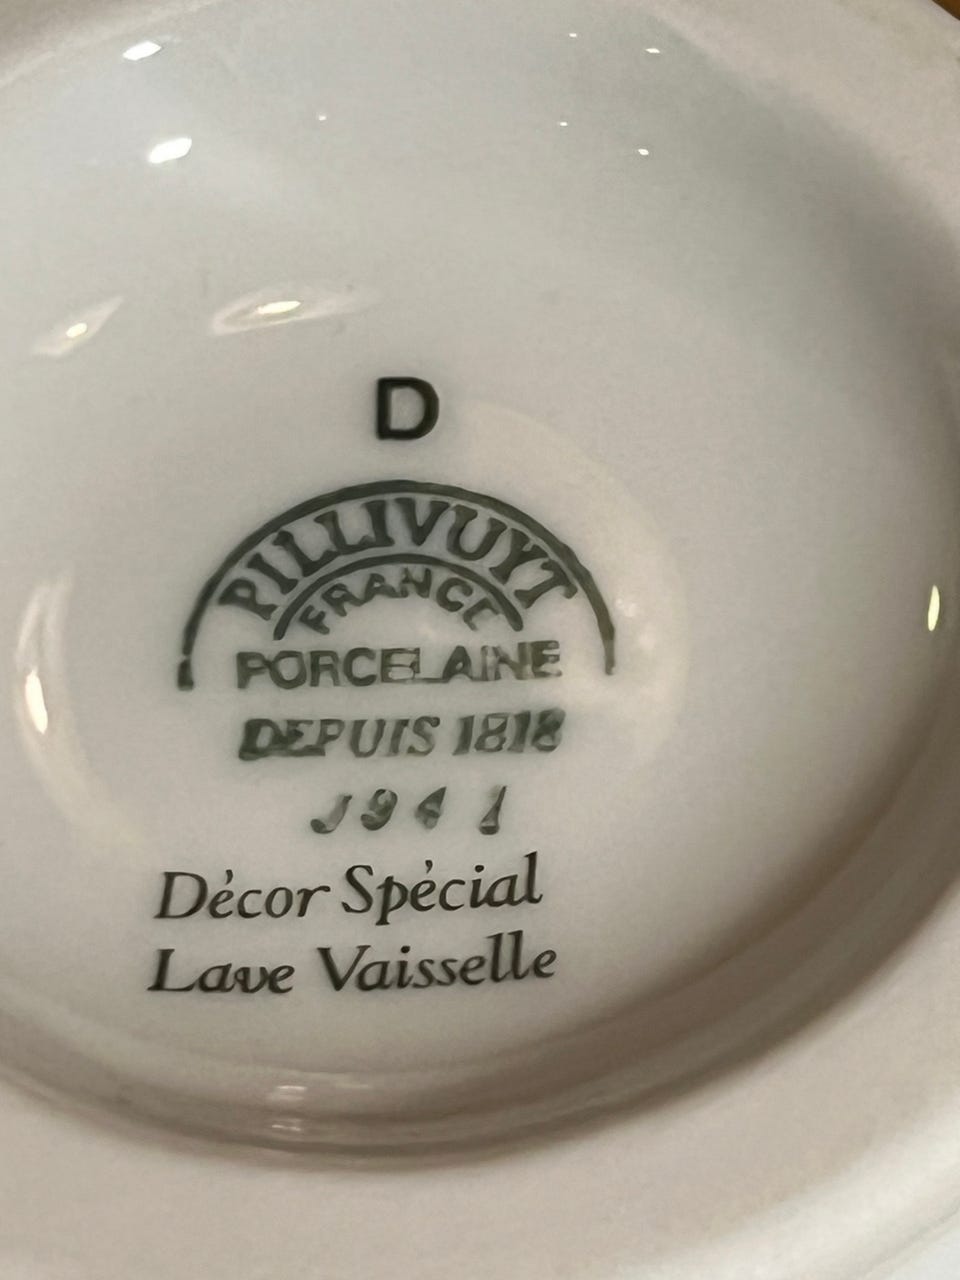 D
PILLIVUYT
FRANCE
PORCELAINE
DEPUIS 1818
Décor Spécial
Lave Vaisselle